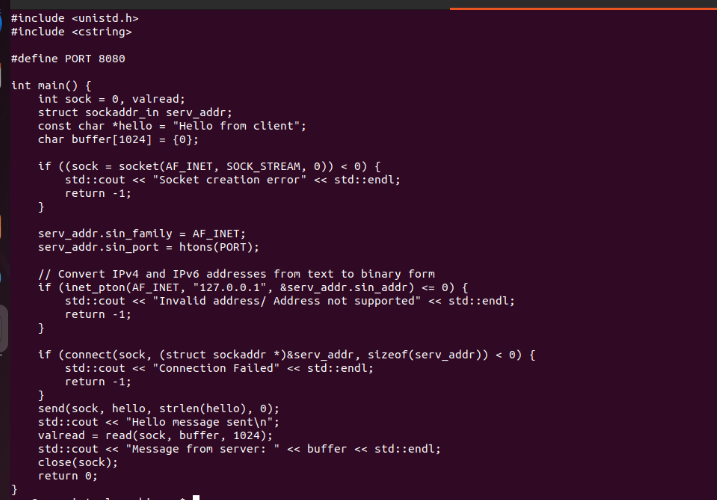 #include <unistd.h>
#include <cstring>

#define PORT 8080

int main() {
    int sock = 0, valread;
    struct sockaddr_in serv_addr;
    const char *hello = "Hello from client";
    char buffer[1024] = {0};

    if ((sock = socket(AF_INET, SOCK_STREAM, 0)) < 0) {
        std::cout << "Socket creation error" << std::endl;
        return -1;
    }

    serv_addr.sin_family = AF_INET;
    serv_addr.sin_port = htons(PORT);

    // Convert IPv4 and IPv6 addresses from text to binary form
    if (inet_pton(AF_INET, "127.0.0.1", &serv_addr.sin_addr) <= 0) {
        std::cout << "Invalid address/ Address not supported" << std::endl;
        return -1;
    }

    if (connect(sock, (struct sockaddr *)&serv_addr, sizeof(serv_addr)) < 0) {
        std::cout << "Connection Failed" << std::endl;
        return -1;
    }
    send(sock, hello, strlen(hello), 0);
    std::cout << "Hello message sent\n";
    valread = read(sock, buffer, 1024);
    std::cout << "Message from server: " << buffer << std::endl;
    close(sock);
    return 0;
}